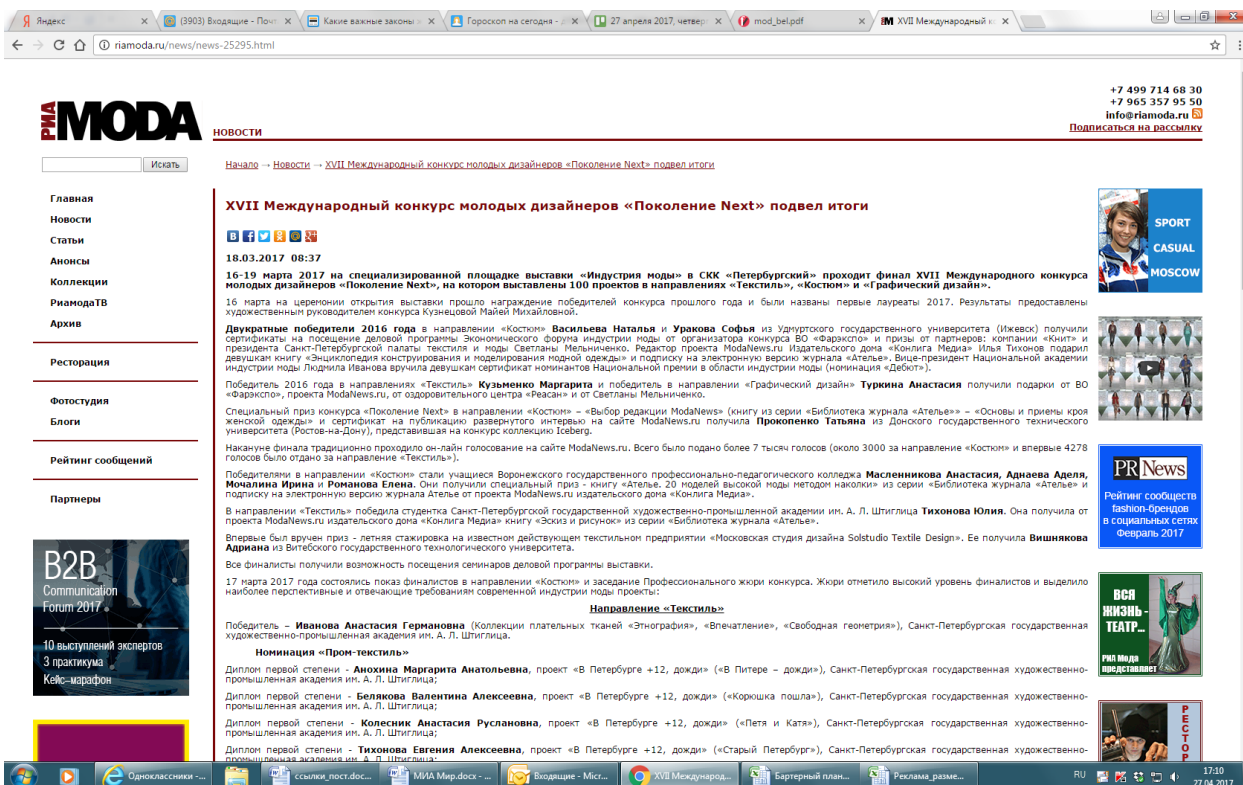 Яндекс
(3903) Входящие - Почт
Какие важные законы
Гороскоп на сегодня -
27 апреля 2017, четвер
mod_bel.pdf
XVII Международный к
riamoda.ru/news/news-25295.html
РИА MODA
НОВОСТИ
+7 499 714 68 30
+7 965 357 95 50
info@riamoda.ru
Подписаться на рассылку
Искать
Начало → Новости → XVII Международный конкурс молодых дизайнеров «Поколение Next» подвел итоги
Главная
Новости
Статьи
Анонсы
Коллекции
РиамодаТВ
Архив
Ресторация
Фотостудия
Блоги
Рейтинг сообщений
Партнеры
B2B
Communication
Forum 2017
10 выступлений экспертов
3 практикума
Кейс-марафон
XVII Международный конкурс молодых дизайнеров «Поколение Next» подвел итоги
18.03.2017 08:37
16-19 марта 2017 на специализированной площадке выставки «Индустрия моды» в СКК «Петербургский» проходит финал XVII Международного конкурса
молодых дизайнеров «Поколение Next», на котором выставлены 100 проектов в направлениях «Текстиль», «Костюм» и «Графический дизайн».
16 марта на церемонии открытия выставки прошло награждение победителей конкурса прошлого года и были названы первые лауреаты 2017. Результаты предоставлены
художественным руководителем конкурса Кузнецовой Майей Михайловной.
Двукратные победители 2016 года в направлении «Костюм» Васильева Наталья и Уракова Софья из Удмуртского государственного университета (Ижевск) получили
сертификаты на посещение деловой программы Экономического форума индустрии моды от организатора конкурса ВО «Фарэкспо» и призы от партнеров: компании «Книт» и
президента Санкт-Петербургской палаты текстиля и моды Светланы Мельниченко. Редактор проекта ModaNews.ru Издательского дома «Конлига Медиа» Илья Тихонов подарил
девушкам книгу «Энциклопедия конструирования и моделирования модной одежды» и подписку на электронную версию журнала «Ателье». Вице-президент Национальной академии
индустрии моды Людмила Иванова вручила девушкам сертификат номинантов Национальной премии в области индустрии моды (номинация «Дебют»).
Победитель 2016 года в направлениях «Текстиль» Кузьменко Маргарита и победитель в направлении «Графический дизайн» Туркина Анастасия получили подарки от ВО
«Фарэкспо», проекта ModaNews.ru, от оздоровительного центра «Реасан» и от Светланы Мельниченко.
Специальный приз конкурса «Поколение Next» в направлении «Костюм» – «Выбор редакции ModaNews» (книгу из серии «Библиотека журнала «Ателье»» – «Основы и приемы кроя
женской одежды» и сертификат на публикацию развернутого интервью на сайте ModaNews.ru получила Прокопенко Татьяна из Донского государственного технического
университета (Ростов-на-Дону), представившая на конкурс коллекцию Iceberg.
Накануне финала традиционно проходило он-лайн голосование на сайте ModaNews.ru. Всего было подано более 7 тысяч голосов (около 3000 за направление «Костюм» и впервые 4278
голосов было отдано за направление «Текстиль»).
Победителями в направлении «Костюм» стали учащиеся Воронежского государственного профессионально-педагогического колледжа Масленникова Анастасия, Аднаева Аделя,
Мочалина Ирина и Романова Елена. Они получили специальный приз - книгу «Ателье. 20 моделей высокой моды методом наколки» из серии «Библиотека журнала «Ателье» и
подписку на электронную версию журнала Ателье от проекта ModaNews.ru издательского дома «Конлига Медиа».
В направлении «Текстиль» победила студентка Санкт-Петербургской государственной художественно-промышленной академии им. А. Л. Штиглица Тихонова Юлия. Она получила от
проекта ModaNews.ru издательского дома «Конлига Медиа» книгу «Эскиз и рисунок» из серии «Библиотека журнала «Ателье».
Впервые был вручен приз - летняя стажировка на известном действующем текстильном предприятии «Московская студия дизайна Solstudio Textile Design». Ее получила Вишнякова
Адриана из Витебского государственного технологического университета.
Все финалисты получили возможность посещения семинаров деловой программы выставки.
17 марта 2017 года состоялись показ финалистов в направлении «Костюм» и заседание Профессионального жюри конкурса. Жюри отметило высокий уровень финалистов и выделило
наиболее перспективные и отвечающие требованиям современной индустрии моды проекты:
Направление «Текстиль»
Победитель – Иванова Анастасия Германовна (Коллекции плательных тканей «Этнография», «Впечатление», «Свободная геометрия»), Санкт-Петербургская государственная
художественно-промышленная академия им. А. Л. Штиглица.
Номинация «Пром-текстиль»
Диплом первой степени - Анохина Маргарита Анатольевна, проект «В Петербурге +12, дожди» («В Питере – дожди»), Санкт-Петербургская государственная художественно-
промышленная академия им. А. Л. Штиглица;
Диплом первой степени - Белякова Валентина Алексеевна, проект «В Петербурге +12, дожди» («Корюшка пошла»), Санкт-Петербургская государственная художественно-
промышленная академия им. А. Л. Штиглица;
Диплом первой степени - Колесник Анастасия Руслановна, проект «В Петербурге +12, дожди» («Петя и Катя»), Санкт-Петербургская государственная художественно-
промышленная академия им. А. Л. Штиглица;
Диплом первой степени - Тихонова Евгения Алексеевна, проект «В Петербурге +12, дожди» («Старый Петербург»), Санкт-Петербургская государственная художественно-
промышленная академия им. А. Л. Штиглица;
SPORT
CASUAL
MOSCOW
PR News
Рейтинг сообществ
fashion-брендов
в социальных сетях
Февраль 2017
ВСЯ
ЖИЗНЬ -
ТЕАТР...
РИА Мода
представляет
РЕСТОР
Одноклассники -...
ссылки_пост.doc...
МИА Мир.docx - ...
Входящие - Micr...
XVII Международ...
Бартерный план...
Реклама_разме...
RU
17:10
27.04.2017